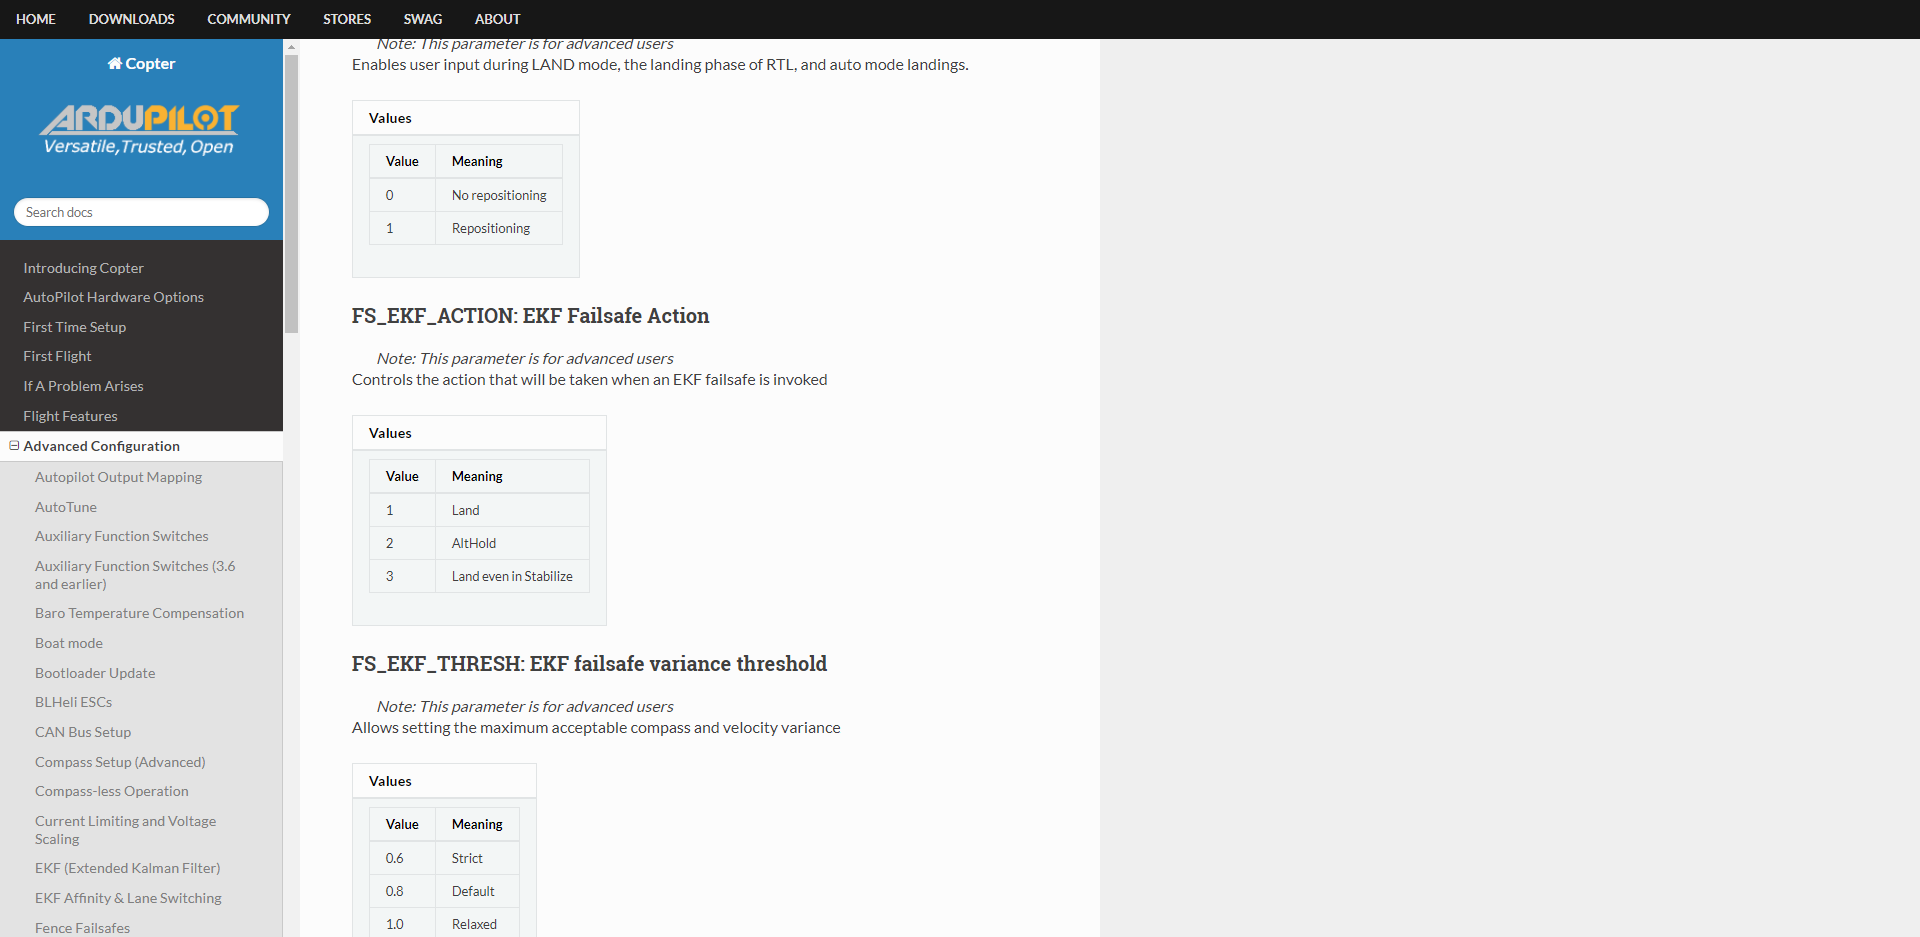 HOME DOWNLOADS COMMUNITY STORES SWAG ABOUT
Copter
ARDUPILOT
Versatile,Trusted,Open
Search docs
Introducing Copter
AutoPilot Hardware Options
First Time Setup
First Flight
If A Problem Arises
Flight Features
Advanced Configuration
Autopilot Output Mapping
AutoTune
Auxiliary Function Switches
Auxiliary Function Switches (3.6
and earlier)
Baro Temperature Compensation
Boat mode
Bootloader Update
BLHeli ESCs
CAN Bus Setup
Compass Setup (Advanced)
Compass-less Operation
Current Limiting and Voltage
Scaling
EKF (Extended Kalman Filter)
EKF Affinity & Lane Switching
Fence Failsafes
Note: This parameter is for advanced users
Enables user input during LAND mode, the landing phase of RTL, and auto mode landings.
Values
Value Meaning
0 No repositioning
1 Repositioning
FS_EKF_ACTION: EKF Failsafe Action
Note: This parameter is for advanced users
Controls the action that will be taken when an EKF failsafe is invoked
Values
Value Meaning
1 Land
2 AltHold
3 Land even in Stabilize
FS_EKF_THRESH: EKF failsafe variance threshold
Note: This parameter is for advanced users
Allows setting the maximum acceptable compass and velocity variance
Values
Value Meaning
0.6 Strict
0.8 Default
1.0 Relaxed